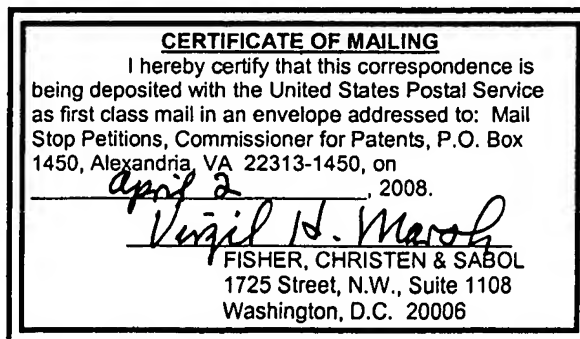 CERTIFICATE OF MAILING
I hereby certify that this correspondence is
being deposited with the United States Postal Service
as first class mail in an envelope addressed to: Mail
Stop Petitions, Commissioner for Patents, P.O. Box
1450, Alexandria, VA 22313-1450, on
April 2, 2008.
Virgil H. Marsh
FISHER, CHRISTEN & SABOL
1725 Street, N.W., Suite 1108
Washington, D.C. 20006